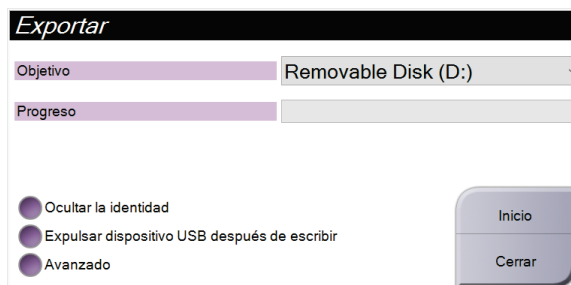 Exportar
Objetivo
Removable Disk (D:)
Progreso
Ocultar la identidad
Expulsar dispositivo USB después de escribir
Avanzado
Inicio
Cerrar